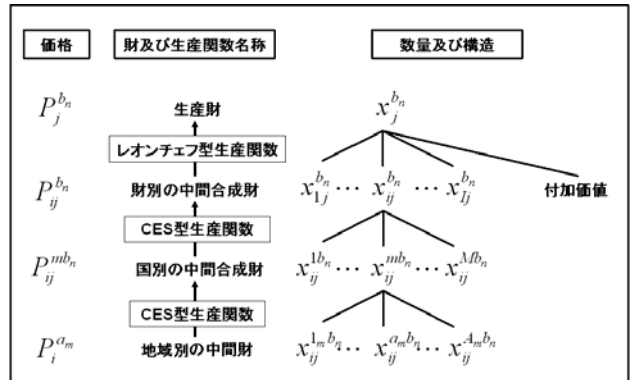 価格 財及び生産関数名称 数量及び構造
P_j^{b_n} 生産財 x_j^{b_n}
レオンチェフ型生産関数
P_{ij}^{b_n} 財別の中間合成財 x_{1j}^{b_n} … x_{ij}^{b_n} … x_{Ij}^{b_n} 付加価値
CES型生産関数
P_{ij}^{mb_n} 国別の中間合成財 x_{ij}^{1b_n} … x_{ij}^{mb_n} … x_{ij}^{Mb_n}
CES型生産関数
P_i^{a_m} 地域別の中間財 x_{ij}^{1_m b_n} … x_{ij}^{a_m b_n} … x_{ij}^{A_m b_n}